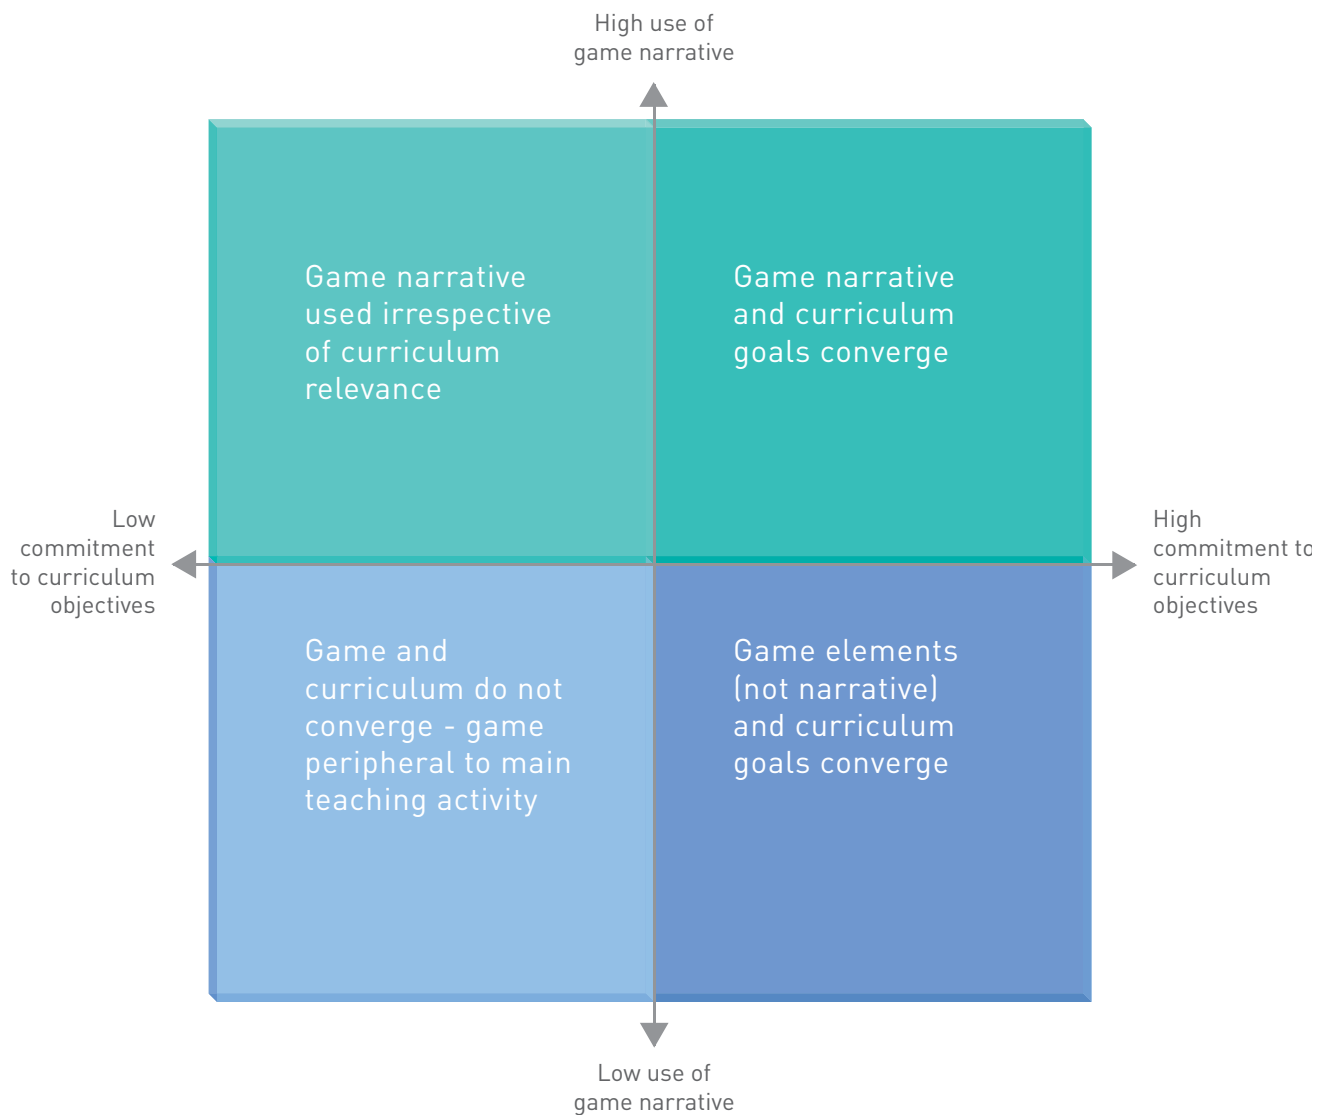 High use of
game narrative
Game narrative
used irrespective
of curriculum
relevance
Game narrative
and curriculum
goals converge
Low
commitment
to curriculum
objectives
High
commitment to
curriculum
objectives
Game and
curriculum do not
converge - game
peripheral to main
teaching activity
Game elements
(not narrative)
and curriculum
goals converge
Low use of
game narrative